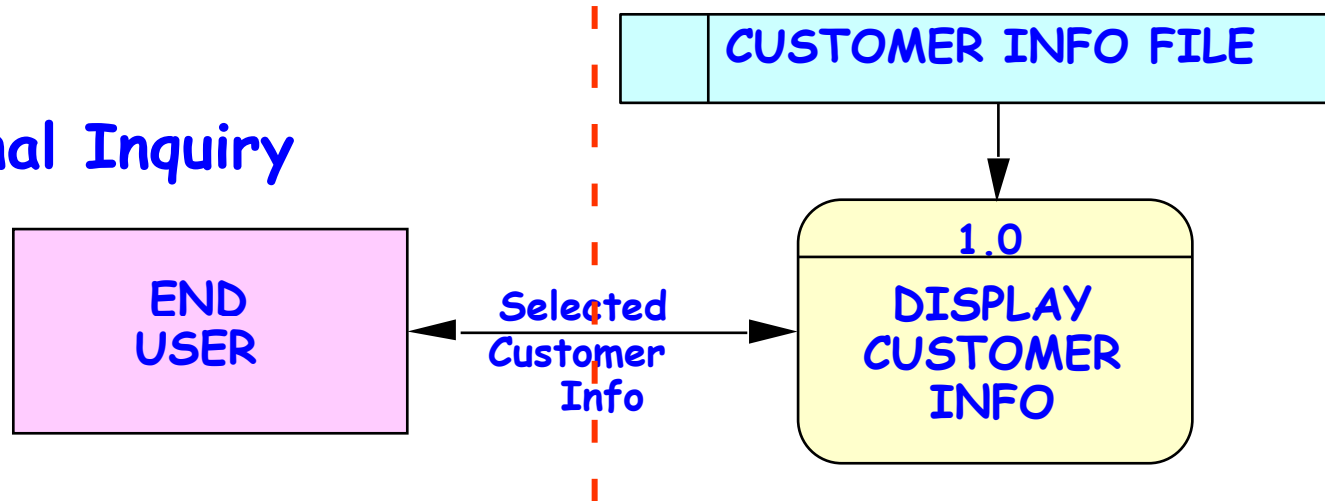 CUSTOMER INFO FILE
nal Inquiry
1.0
END
USER
Selected
Customer
Info
DISPLAY
CUSTOMER
INFO